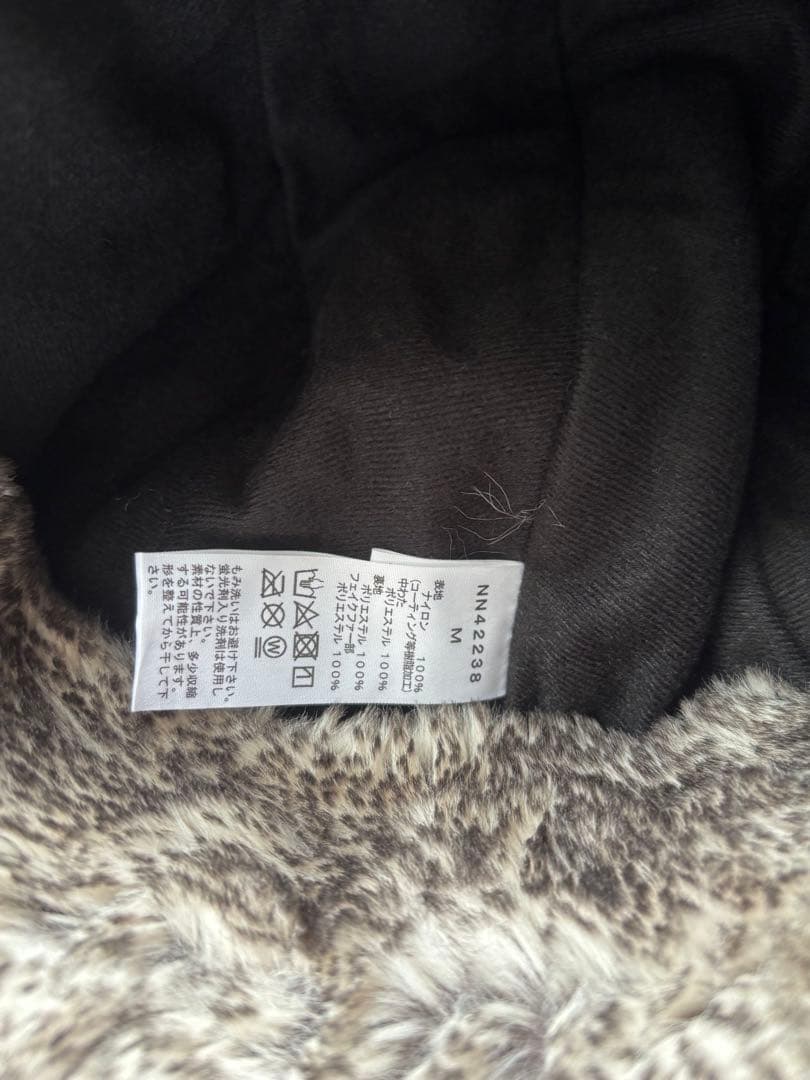 NN42238
M
表地
ナイロン 100%
(コーティング等樹脂加工)
中わた
ポリエステル 100%
裏地
ポリエステル 100%
フェイクファー部
ポリエステル 100%
W
もみ洗いはお避け下さい。
蛍光剤入り洗剤は使用し
ないで下さい。
素材の性質上、多少収縮
する可能性があります。
形を整えてから干して下
さい。